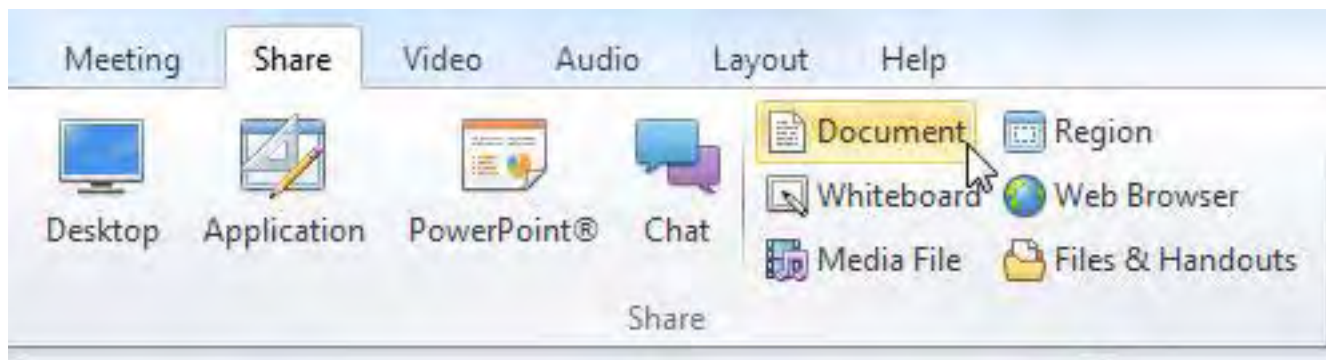 Meeting Share Video Audio Layout Help
Desktop Application PowerPoint® Chat
Document Region
Whiteboard Web Browser
Media File Files & Handouts
Share